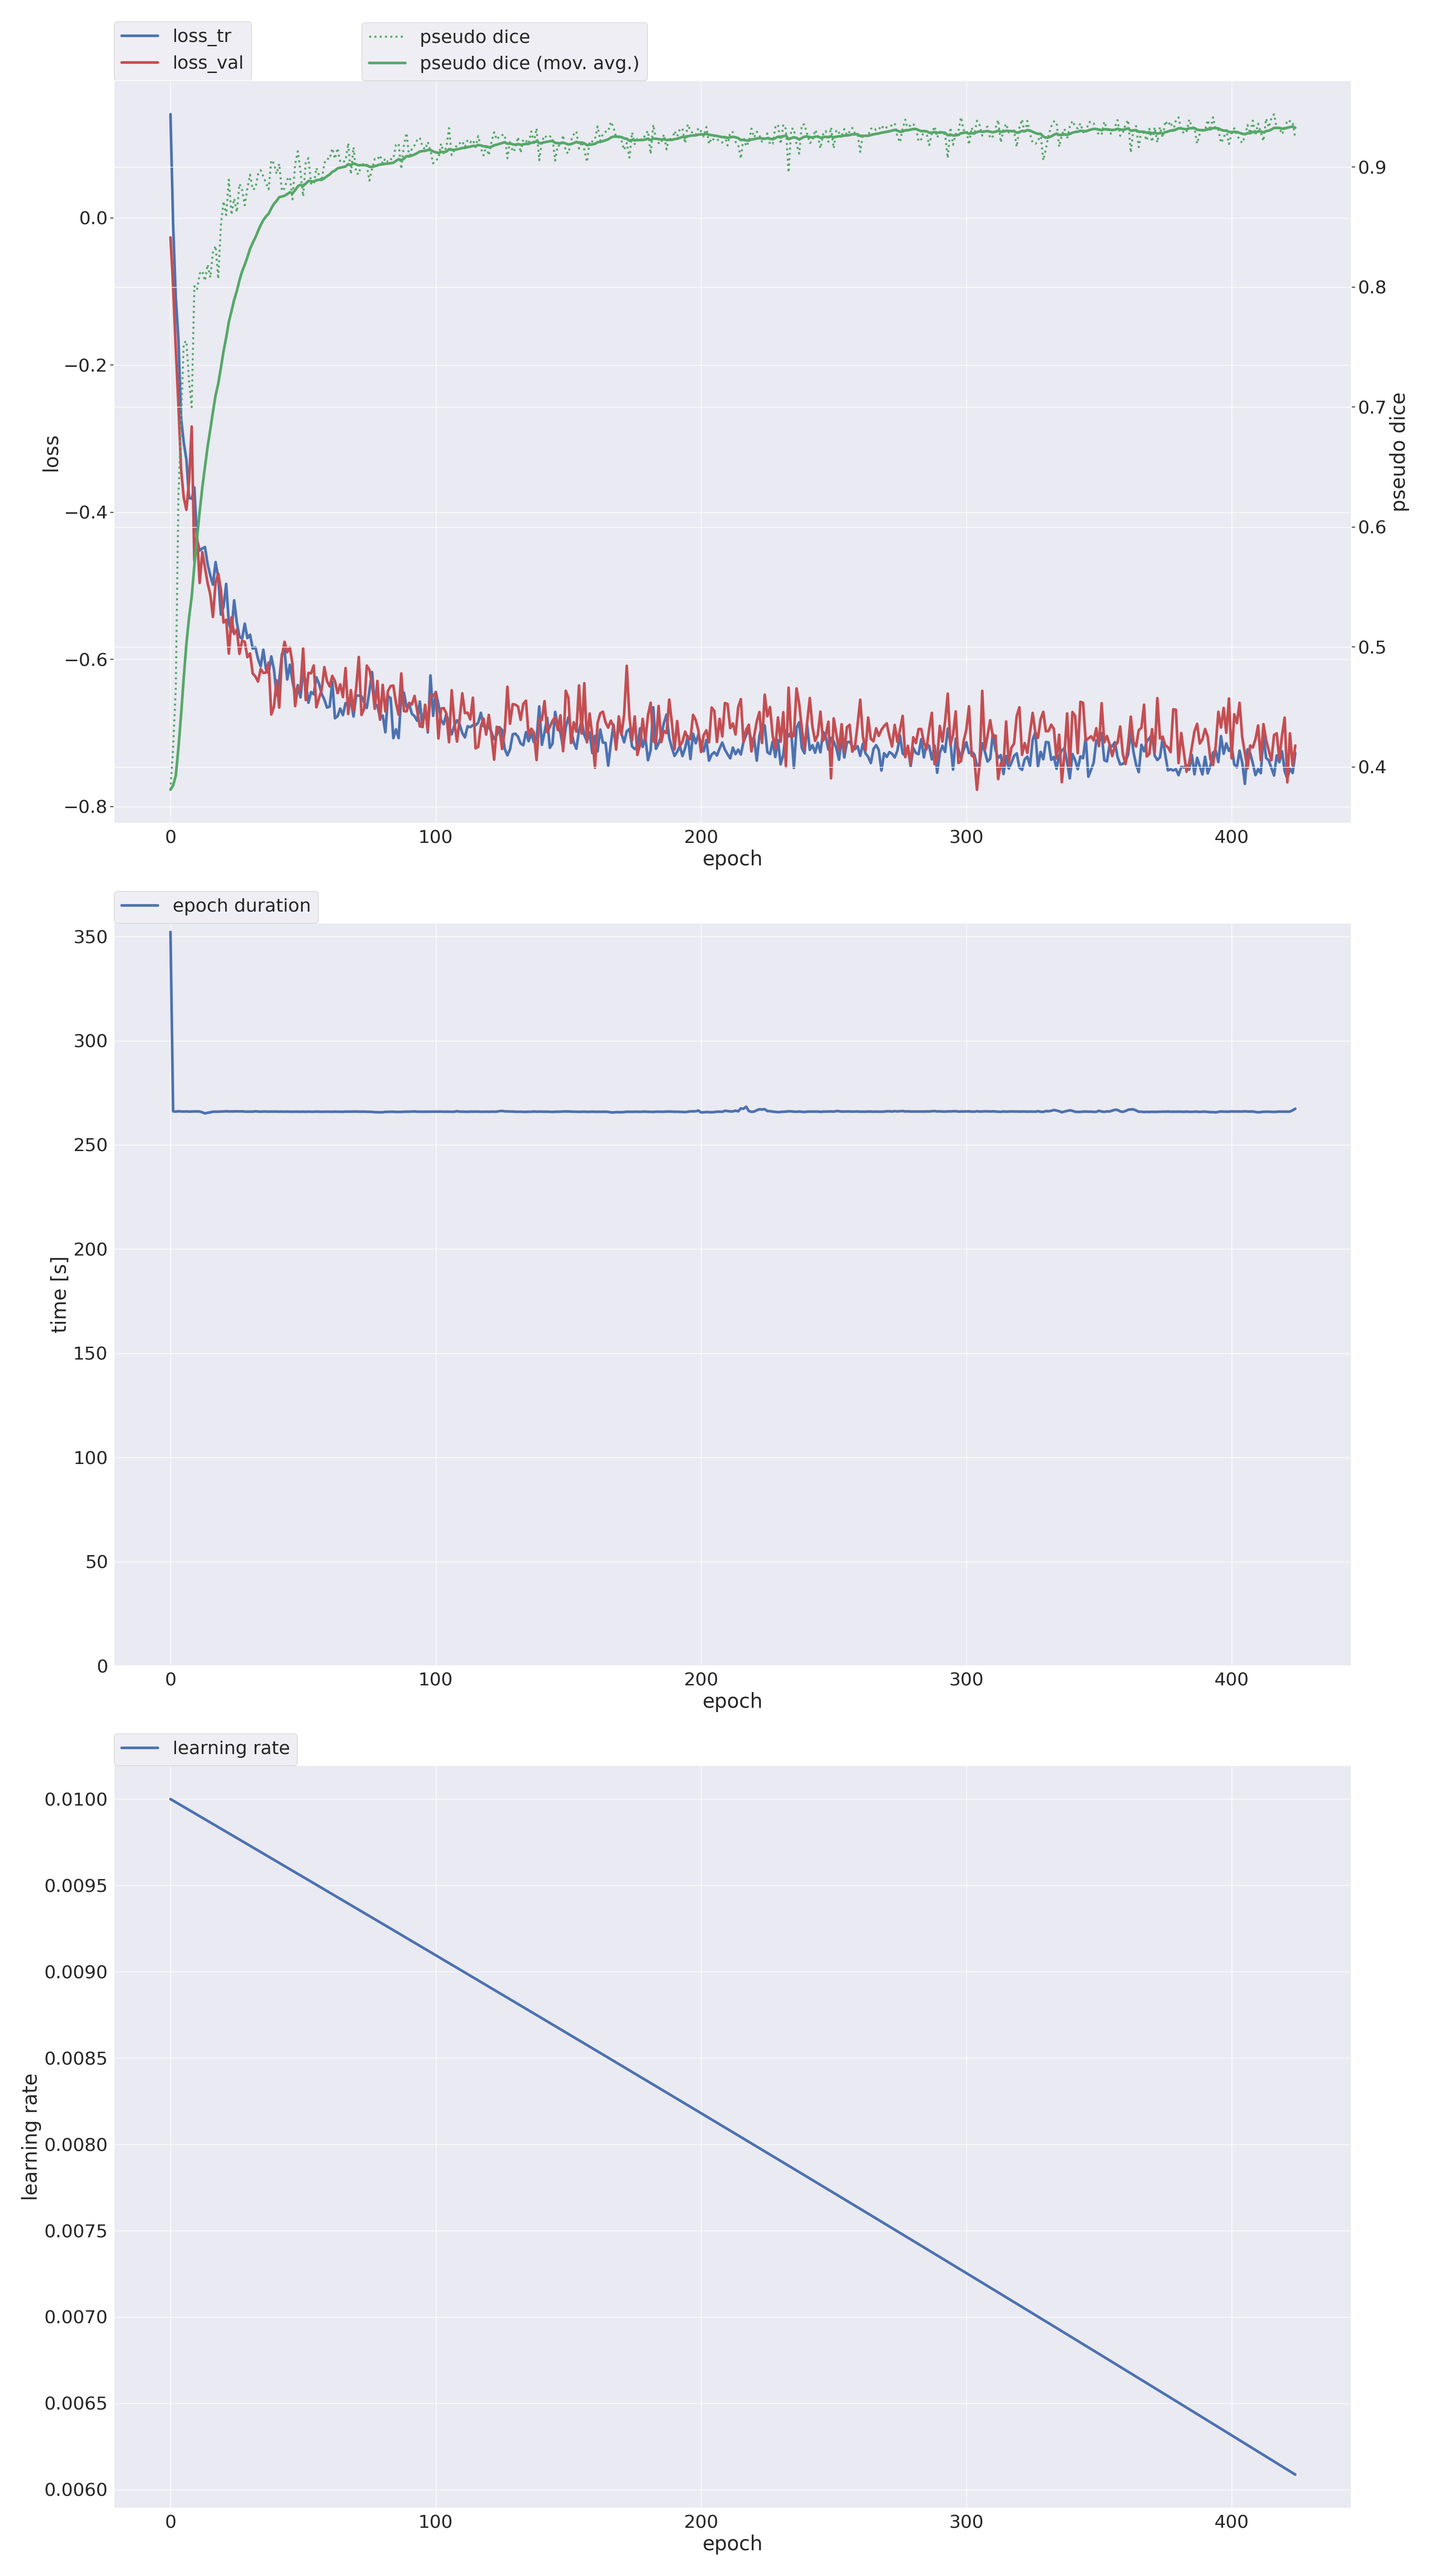 loss_tr
loss_val
pseudo dice
pseudo dice (mov. avg.)
0.0
−0.2
−0.4
−0.6
−0.8
loss
0.9
0.8
0.7
0.6
0.5
0.4
pseudo dice
0 100 200 300 400
epoch
epoch duration
350
300
250
200
150
100
50
0
time [s]
0 100 200 300 400
epoch
learning rate
0.0100
0.0095
0.0090
0.0085
0.0080
0.0075
0.0070
0.0065
0.0060
learning rate
0 100 200 300 400
epoch